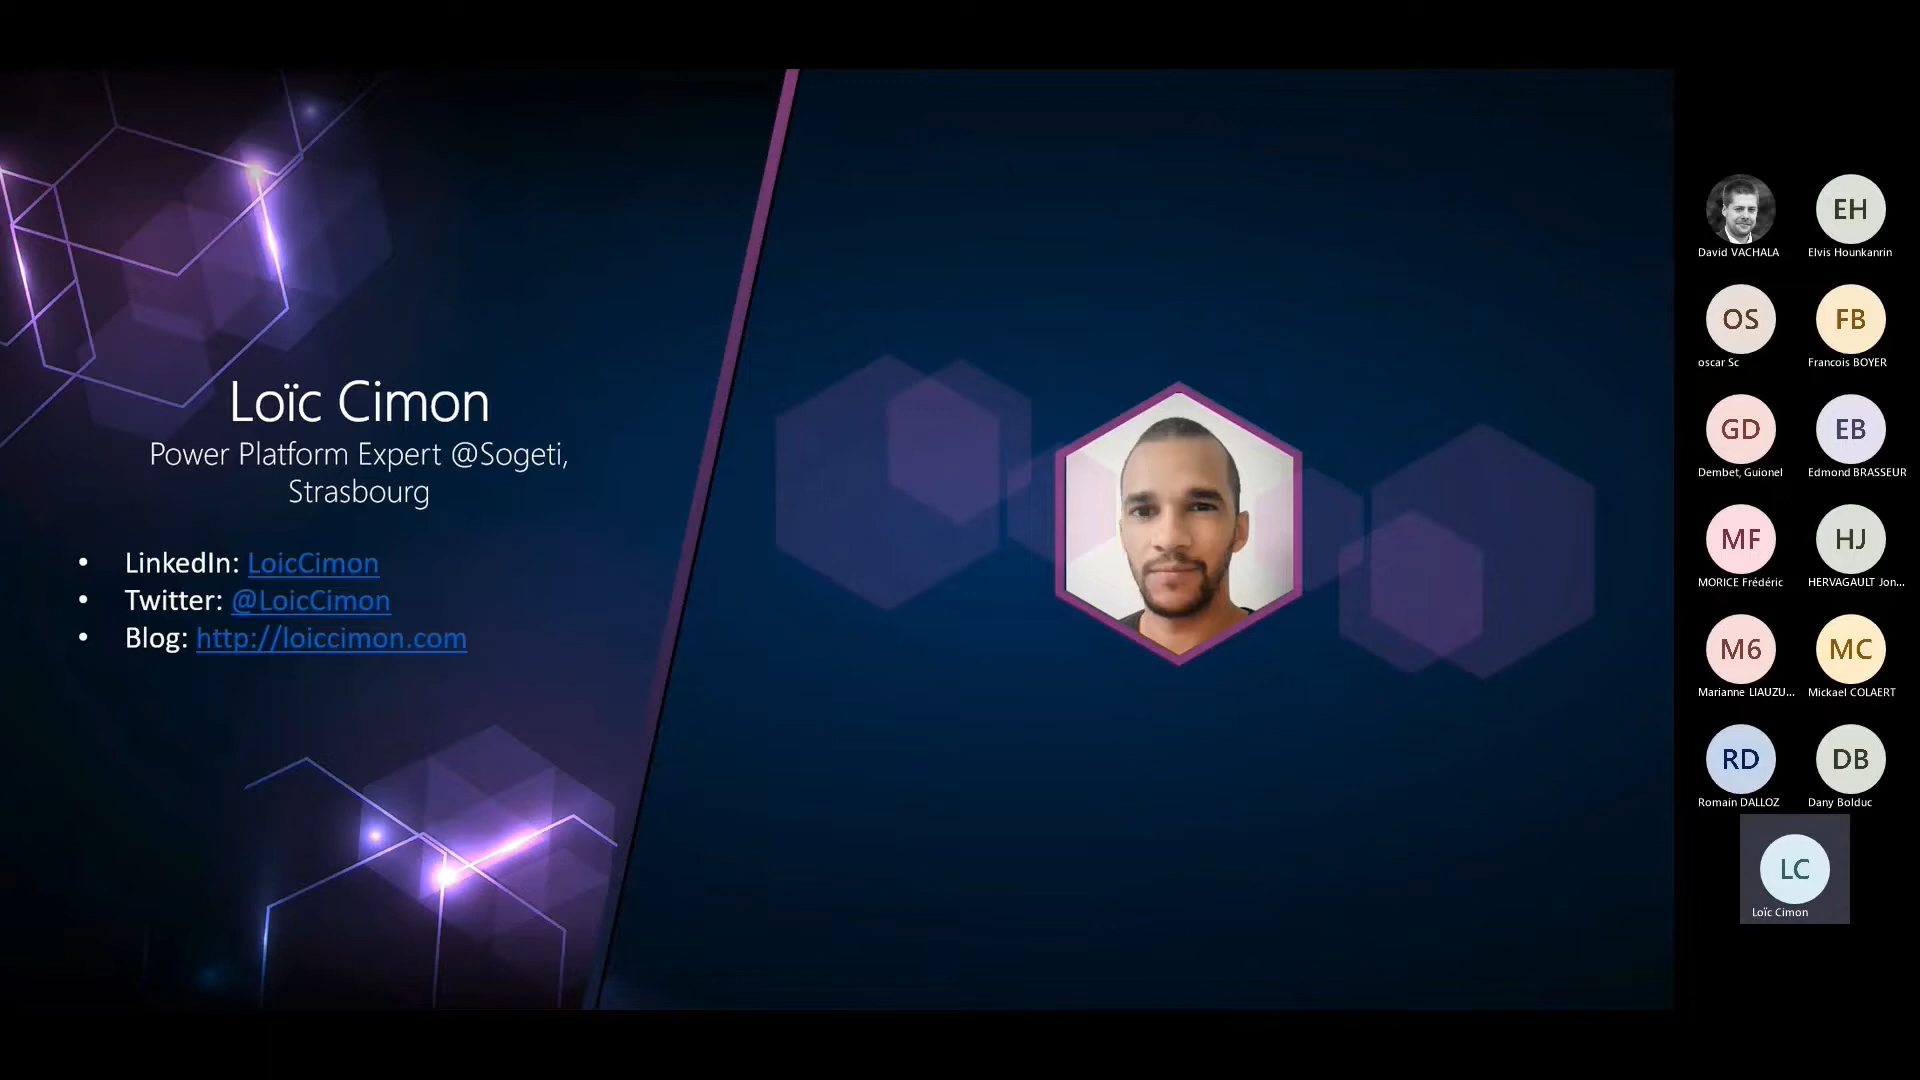 Loïc Cimon
Power Platform Expert @Sogeti,
Strasbourg
• LinkedIn: LoicCimon
• Twitter: @LoicCimon
• Blog: http://loiccimon.com
David VACHALA
EH
Elvis Hounkanrin
OS
oscar Sc
FB
Francois BOYER
GD
Dembet, Guionel
EB
Edmond BRASSEUR
MF
MORICE Frédéric
HJ
HERVAGAULT Jon...
M6
Marianne LIAUZU...
MC
Mickael COLAERT
RD
Romain DALLOZ
DB
Dany Bolduc
LC
Loïc Cimon